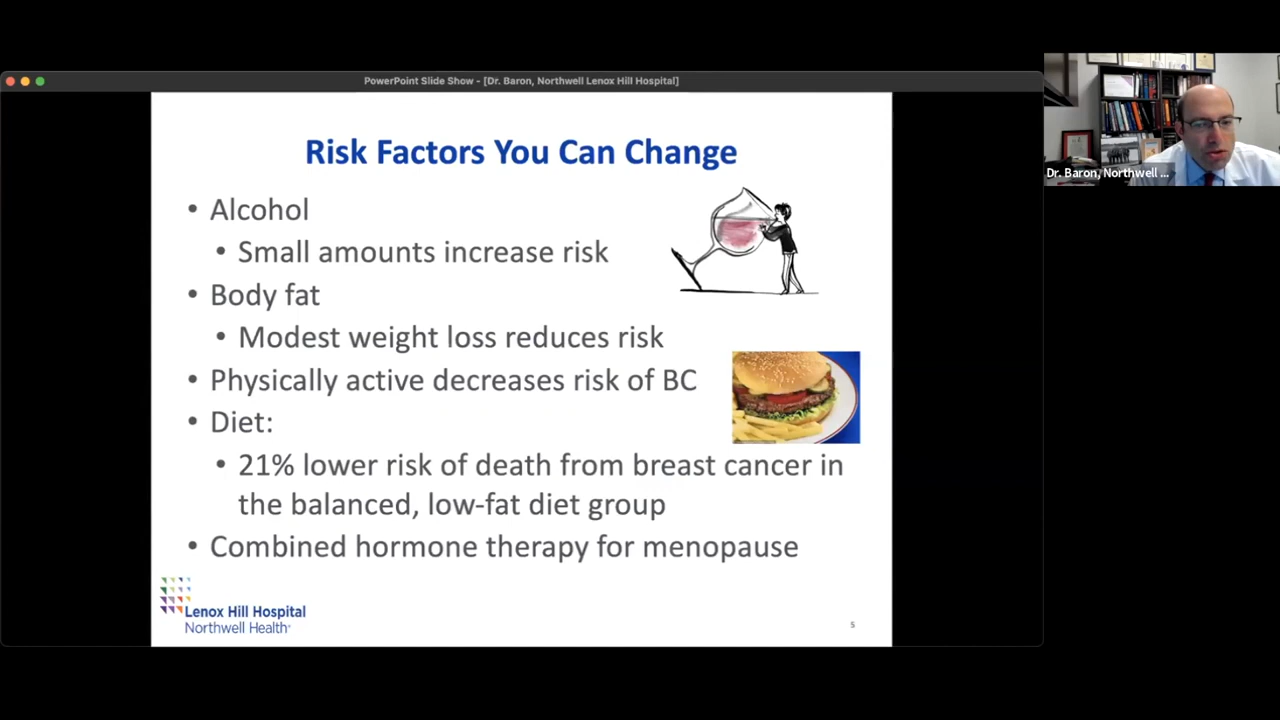 PowerPoint Slide Show - [Dr. Baron, Northwell Lenox Hill Hospital]
Dr. Baron, Northwell ...
Risk Factors You Can Change
• Alcohol
• Small amounts increase risk
• Body fat
• Modest weight loss reduces risk
• Physically active decreases risk of BC
• Diet:
• 21% lower risk of death from breast cancer in
the balanced, low-fat diet group
• Combined hormone therapy for menopause
Lenox Hill Hospital
Northwell Health
5